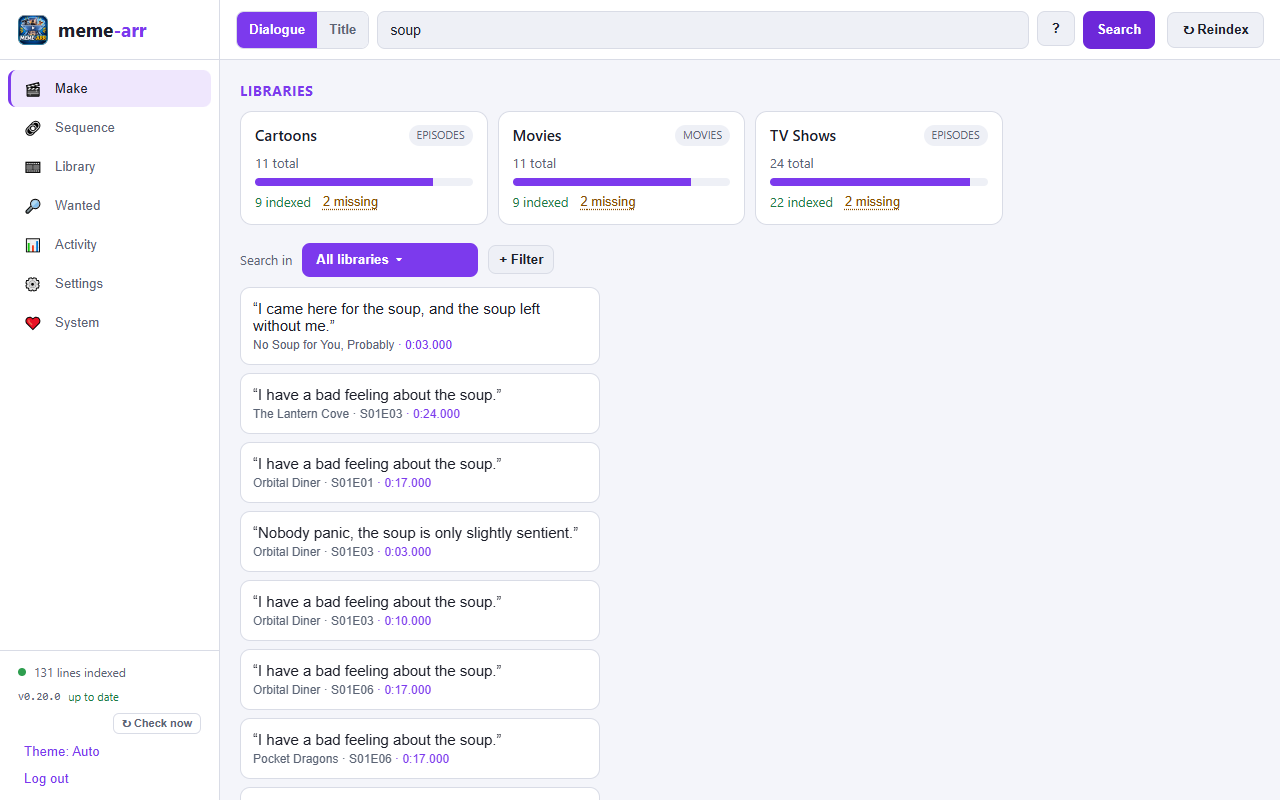 meme-arr
Dialogue
Title
soup
?
Search
↻ Reindex
Make
Sequence
Library
Wanted
Activity
Settings
System
LIBRARIES
Cartoons
EPISODES
11 total
9 indexed
2 missing
Movies
MOVIES
11 total
9 indexed
2 missing
TV Shows
EPISODES
24 total
22 indexed
2 missing
Search in
All libraries
+ Filter
“I came here for the soup, and the soup left
without me.”
No Soup for You, Probably · 0:03.000
“I have a bad feeling about the soup.”
The Lantern Cove · S01E03 · 0:24.000
“I have a bad feeling about the soup.”
Orbital Diner · S01E01 · 0:17.000
“Nobody panic, the soup is only slightly sentient.”
Orbital Diner · S01E03 · 0:03.000
“I have a bad feeling about the soup.”
Orbital Diner · S01E03 · 0:10.000
“I have a bad feeling about the soup.”
Orbital Diner · S01E06 · 0:17.000
“I have a bad feeling about the soup.”
Pocket Dragons · S01E06 · 0:17.000
131 lines indexed
v0.20.0 up to date
↻ Check now
Theme: Auto
Log out